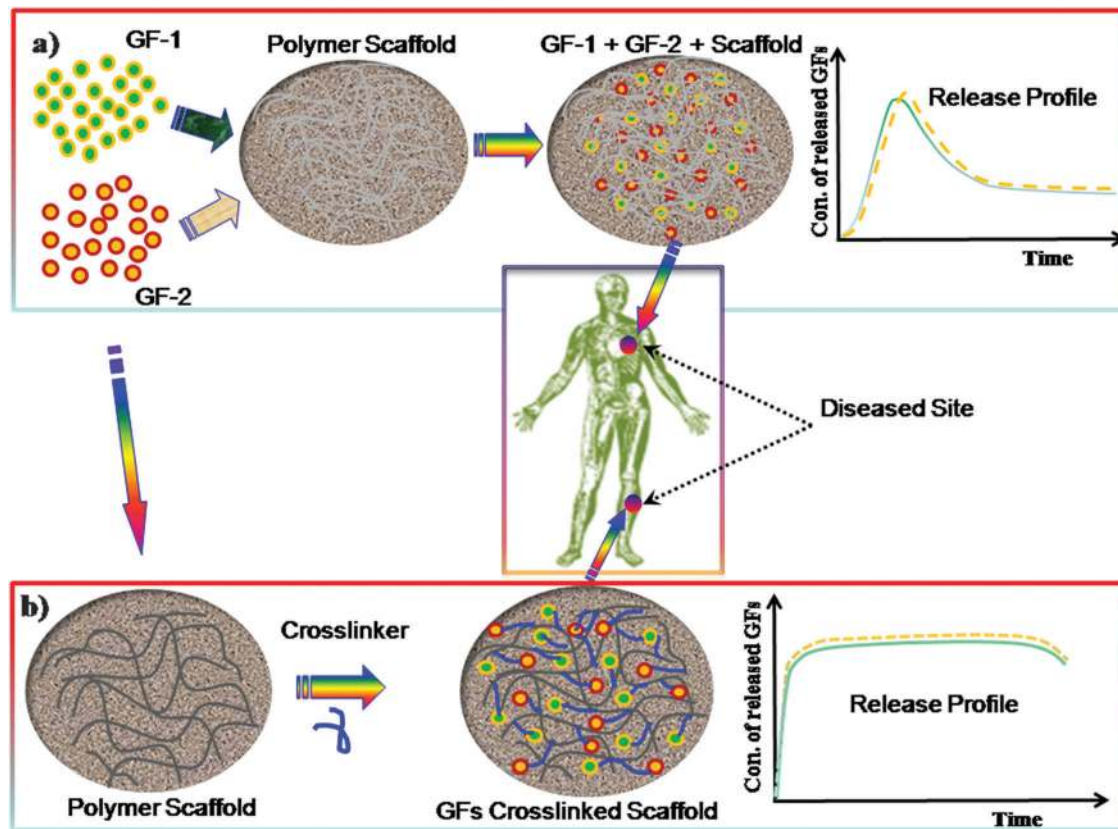 a)
GF-1
GF-2
Polymer Scaffold
GF-1 + GF-2 + Scaffold
Con. of released GFs
Release Profile
Time
Diseased Site
b)
Polymer Scaffold
Crosslinker
GFs Crosslinked Scaffold
Con. of released GFs
Release Profile
Time